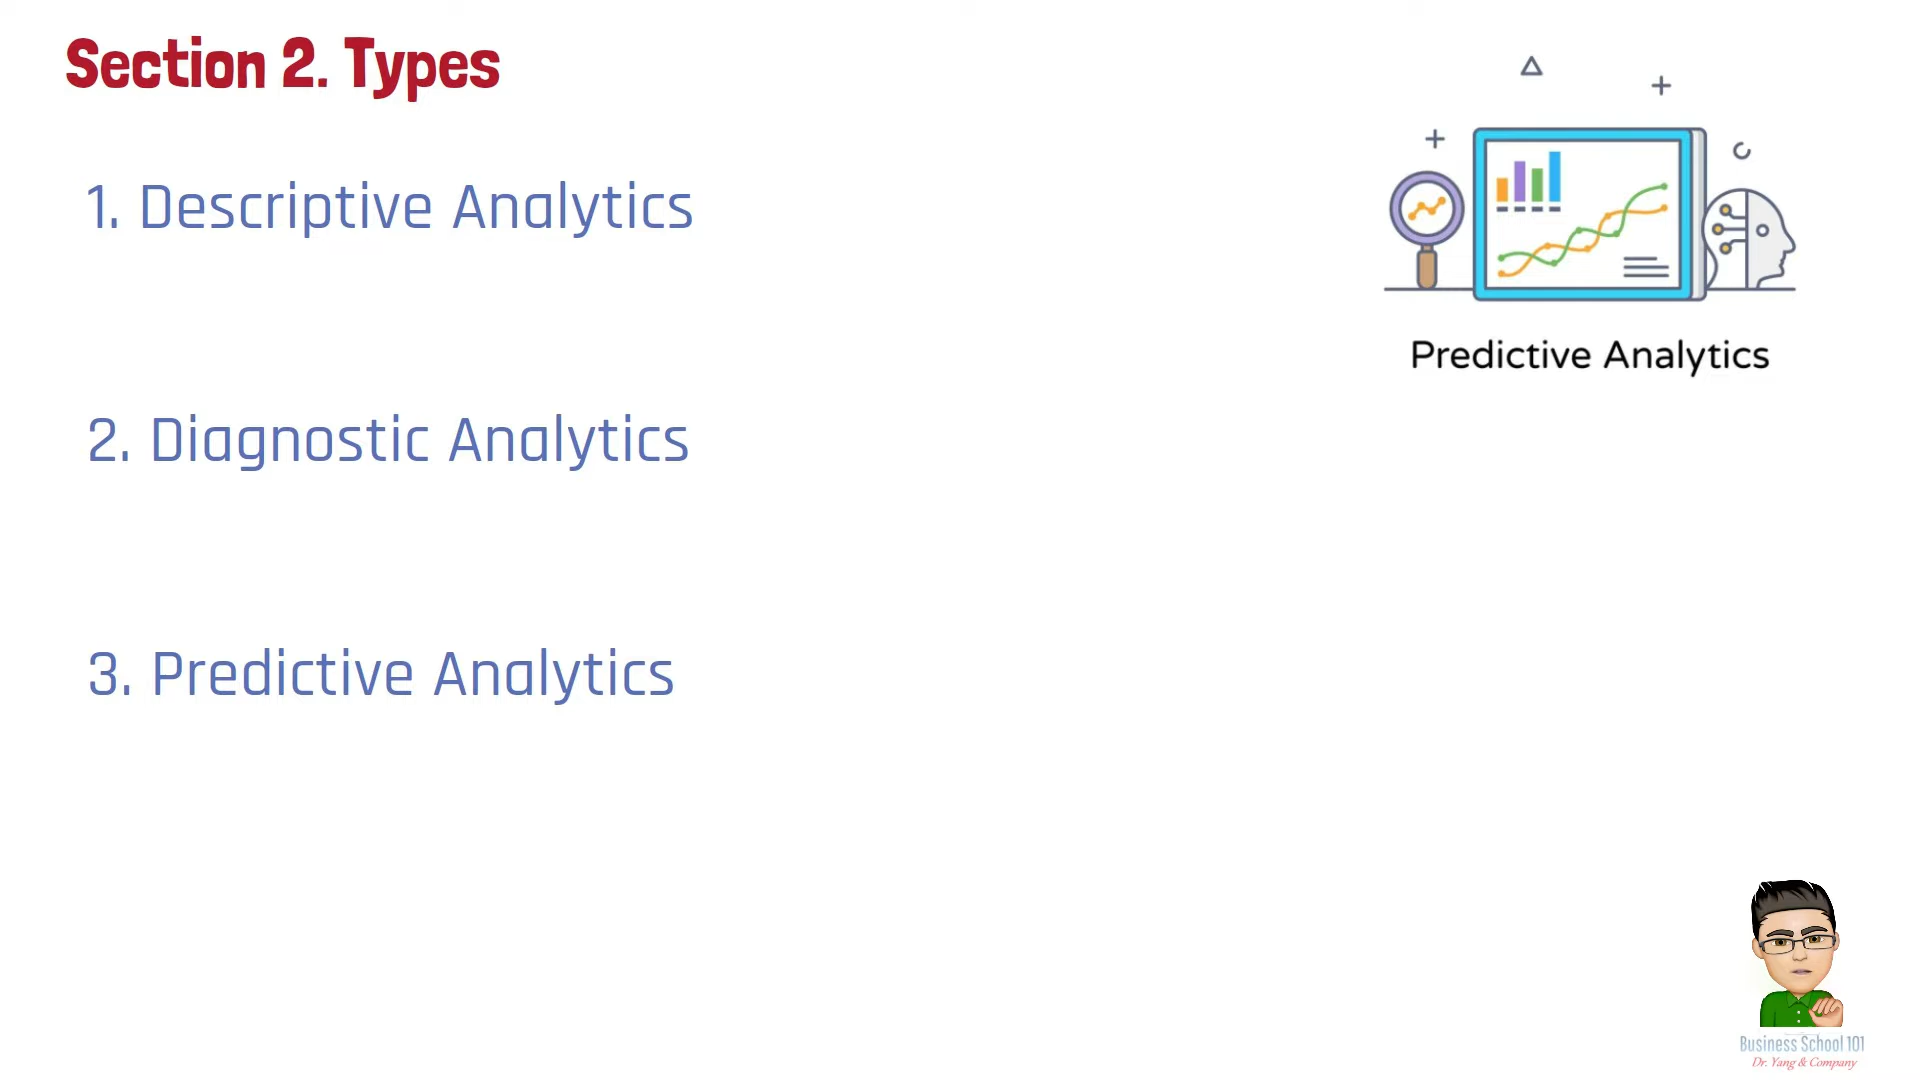 Section 2. Types
1. Descriptive Analytics
Predictive Analytics
2. Diagnostic Analytics
3. Predictive Analytics
Business School 101
Dr. Yang & Company